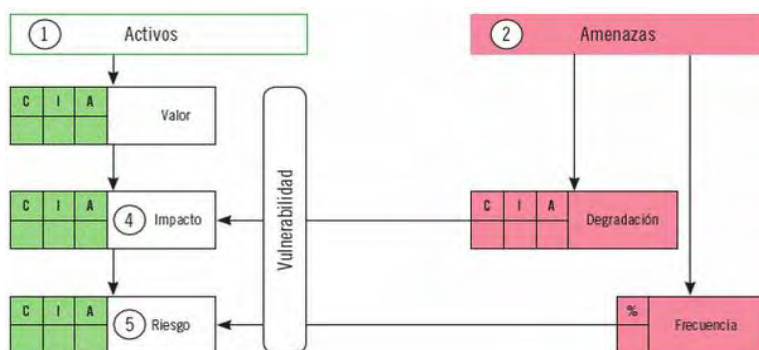 1 Activos
2 Amenazas
C I A
Valor
Vulnerabilidad
C I A
4 Impacto
C I A
Degradación
C I A
5 Riesgo
%
Frecuencia